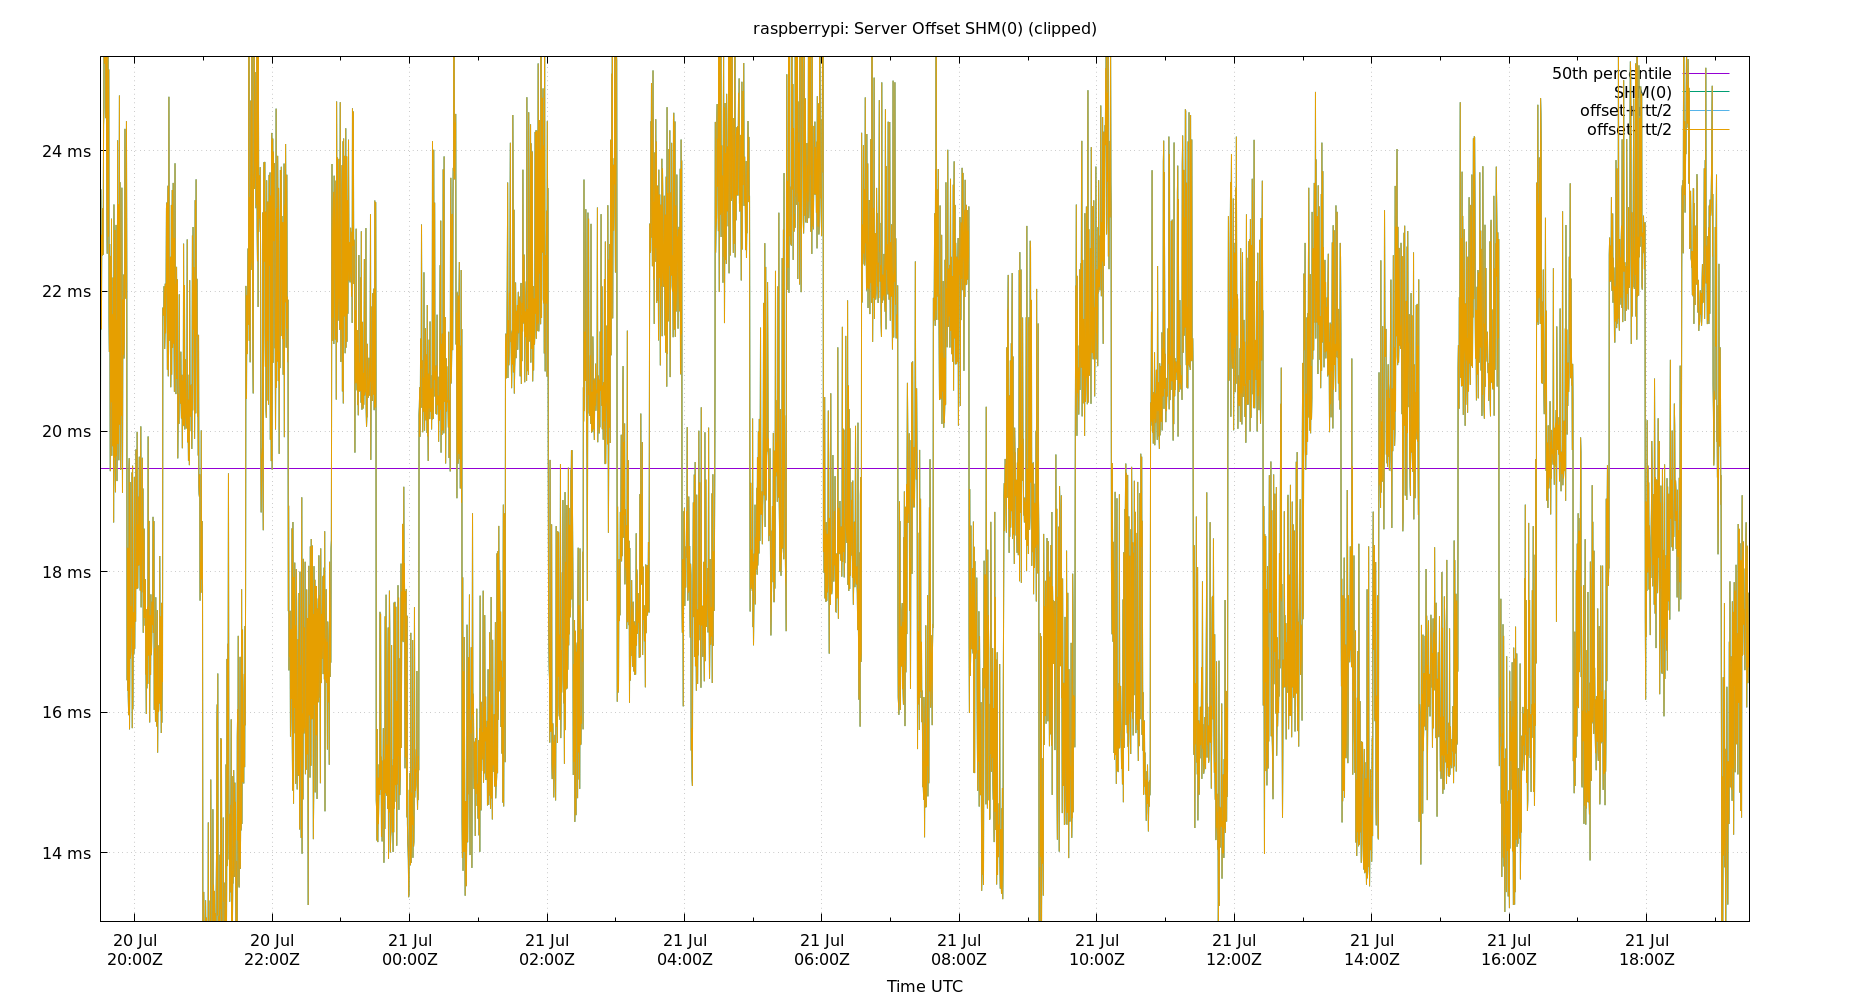 raspberrypi: Server Offset SHM(0) (clipped)
50th percentile
SHM(0)
offset+rtt/2
offset-rtt/2
24 ms
22 ms
20 ms
18 ms
16 ms
14 ms
20 Jul 20 Jul 21 Jul 21 Jul 21 Jul 21 Jul 21 Jul 21 Jul 21 Jul 21 Jul 21 Jul 21 Jul
20:00Z 22:00Z 00:00Z 02:00Z 04:00Z 06:00Z 08:00Z 10:00Z 12:00Z 14:00Z 16:00Z 18:00Z
Time UTC